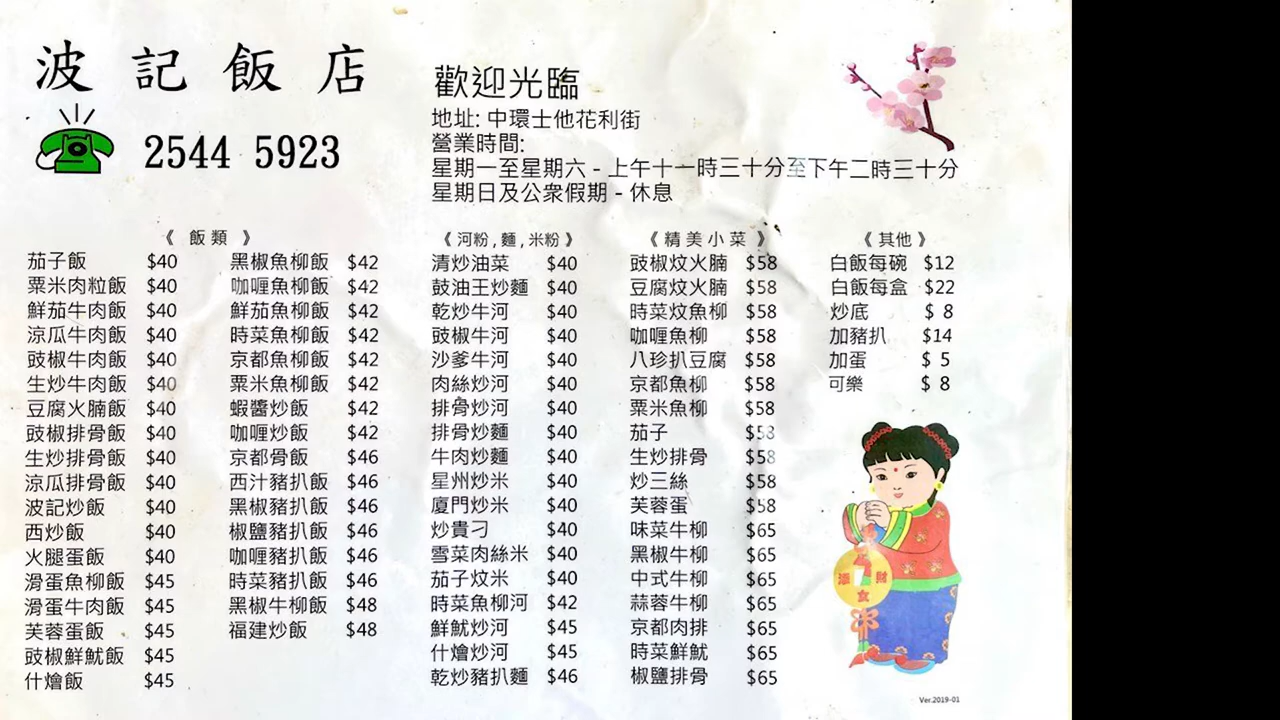 波記飯店
2544 5923
歡迎光臨
地址: 中環士他花利街
營業時間:
星期一至星期六 - 上午十一時三十分至下午二時三十分
星期日及公衆假期 - 休息
《 飯類 》
茄子飯 $40
粟米肉粒飯 $40
鮮茄牛肉飯 $40
涼瓜牛肉飯 $40
豉椒牛肉飯 $40
生炒牛肉飯 $40
豆腐火腩飯 $40
豉椒排骨飯 $40
生炒排骨飯 $40
涼瓜排骨飯 $40
波記炒飯 $40
西炒飯 $40
火腿蛋飯 $40
滑蛋魚柳飯 $45
滑蛋牛肉飯 $45
芙蓉蛋飯 $45
豉椒鮮魷飯 $45
什燴飯 $45
黑椒魚柳飯 $42
咖喱魚柳飯 $42
鮮茄魚柳飯 $42
時菜魚柳飯 $42
京都魚柳飯 $42
粟米魚柳飯 $42
蝦醬炒飯 $42
咖喱炒飯 $42
京都骨飯 $46
西汁豬扒飯 $46
黑椒豬扒飯 $46
椒鹽豬扒飯 $46
咖喱豬扒飯 $46
時菜豬扒飯 $46
黑椒牛柳飯 $48
福建炒飯 $48
《 河粉 , 麵 , 米粉 》
清炒油菜 $40
鼓油王炒麵 $40
乾炒牛河 $40
豉椒牛河 $40
沙爹牛河 $40
肉絲炒河 $40
排骨炒河 $40
排骨炒麵 $40
牛肉炒麵 $40
星州炒米 $40
廈門炒米 $40
炒貴刁 $40
雪菜肉絲米 $40
茄子炆米 $40
時菜魚柳河 $42
鮮魷炒河 $45
什燴炒河 $45
乾炒豬扒麵 $46
《 精美小菜 》
豉椒炆火腩 $58
豆腐炆火腩 $58
時菜炆魚柳 $58
咖喱魚柳 $58
八珍扒豆腐 $58
京都魚柳 $58
粟米魚柳 $58
茄子 $58
生炒排骨 $58
炒三絲 $58
芙蓉蛋 $58
味菜牛柳 $65
黑椒牛柳 $65
中式牛柳 $65
蒜蓉牛柳 $65
京都肉排 $65
時菜鮮魷 $65
椒鹽排骨 $65
《 其他 》
白飯每碗 $12
白飯每盒 $22
炒底 $ 8
加豬扒 $14
加蛋 $ 5
可樂 $ 8
Ver.2019-01